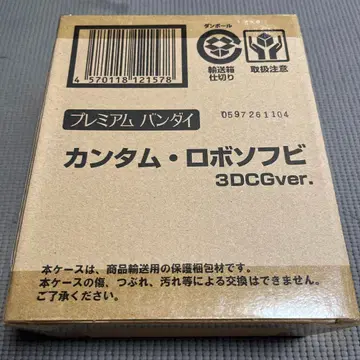 ダンボール
輸送箱
仕切り
取扱注意
4 570118 121578
プレミアム バンダイ
0597261104
カンタム・ロボソフビ
3DCGver.
本ケースは、商品輸送用の保護梱包材です。
本ケースの傷、つぶれ、汚れ等による交換はできません。
ご了承ください。